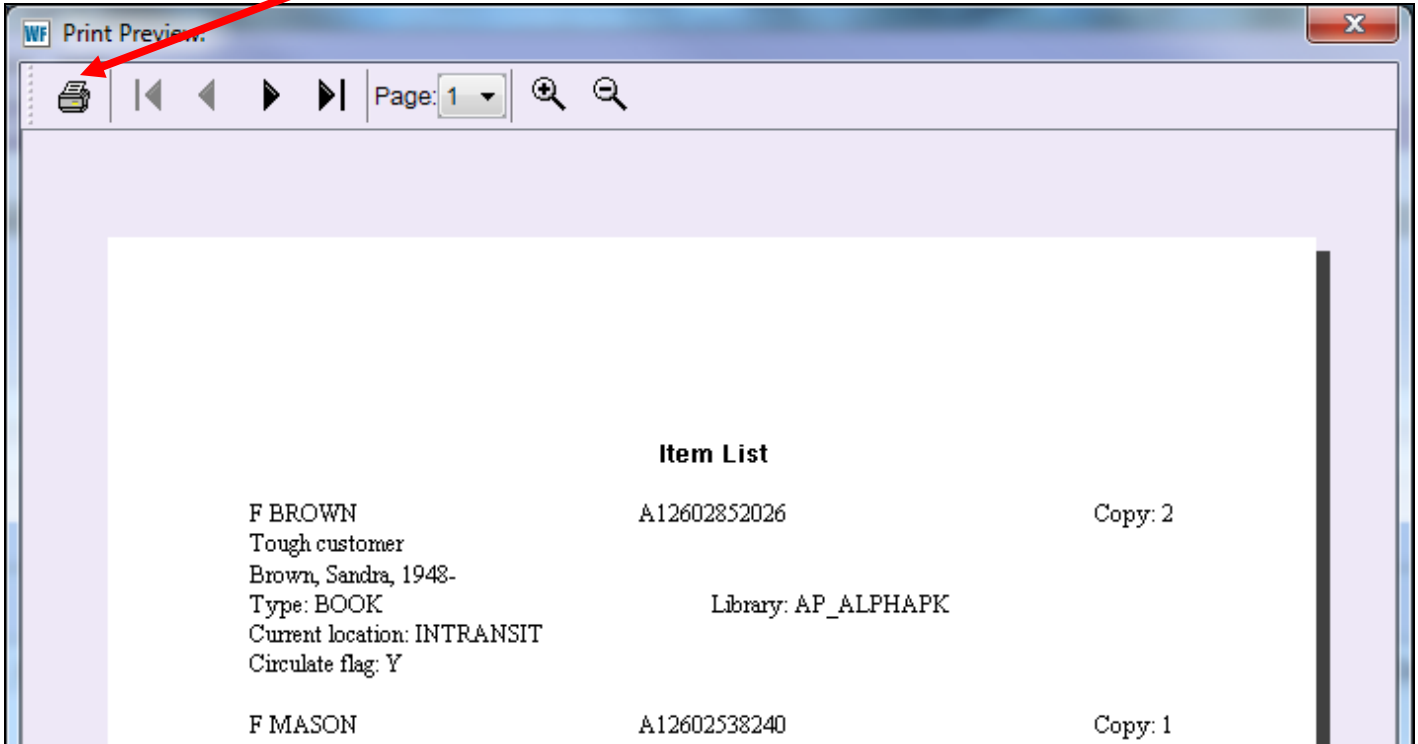 WF Print Preview:
Page: 1
Item List
F BROWN A12602852026 Copy: 2
Tough customer
Brown, Sandra, 1948-
Type: BOOK Library: AP_ALPHAPK
Current location: INTRANSIT
Circulate flag: Y
F MASON A12602538240 Copy: 1